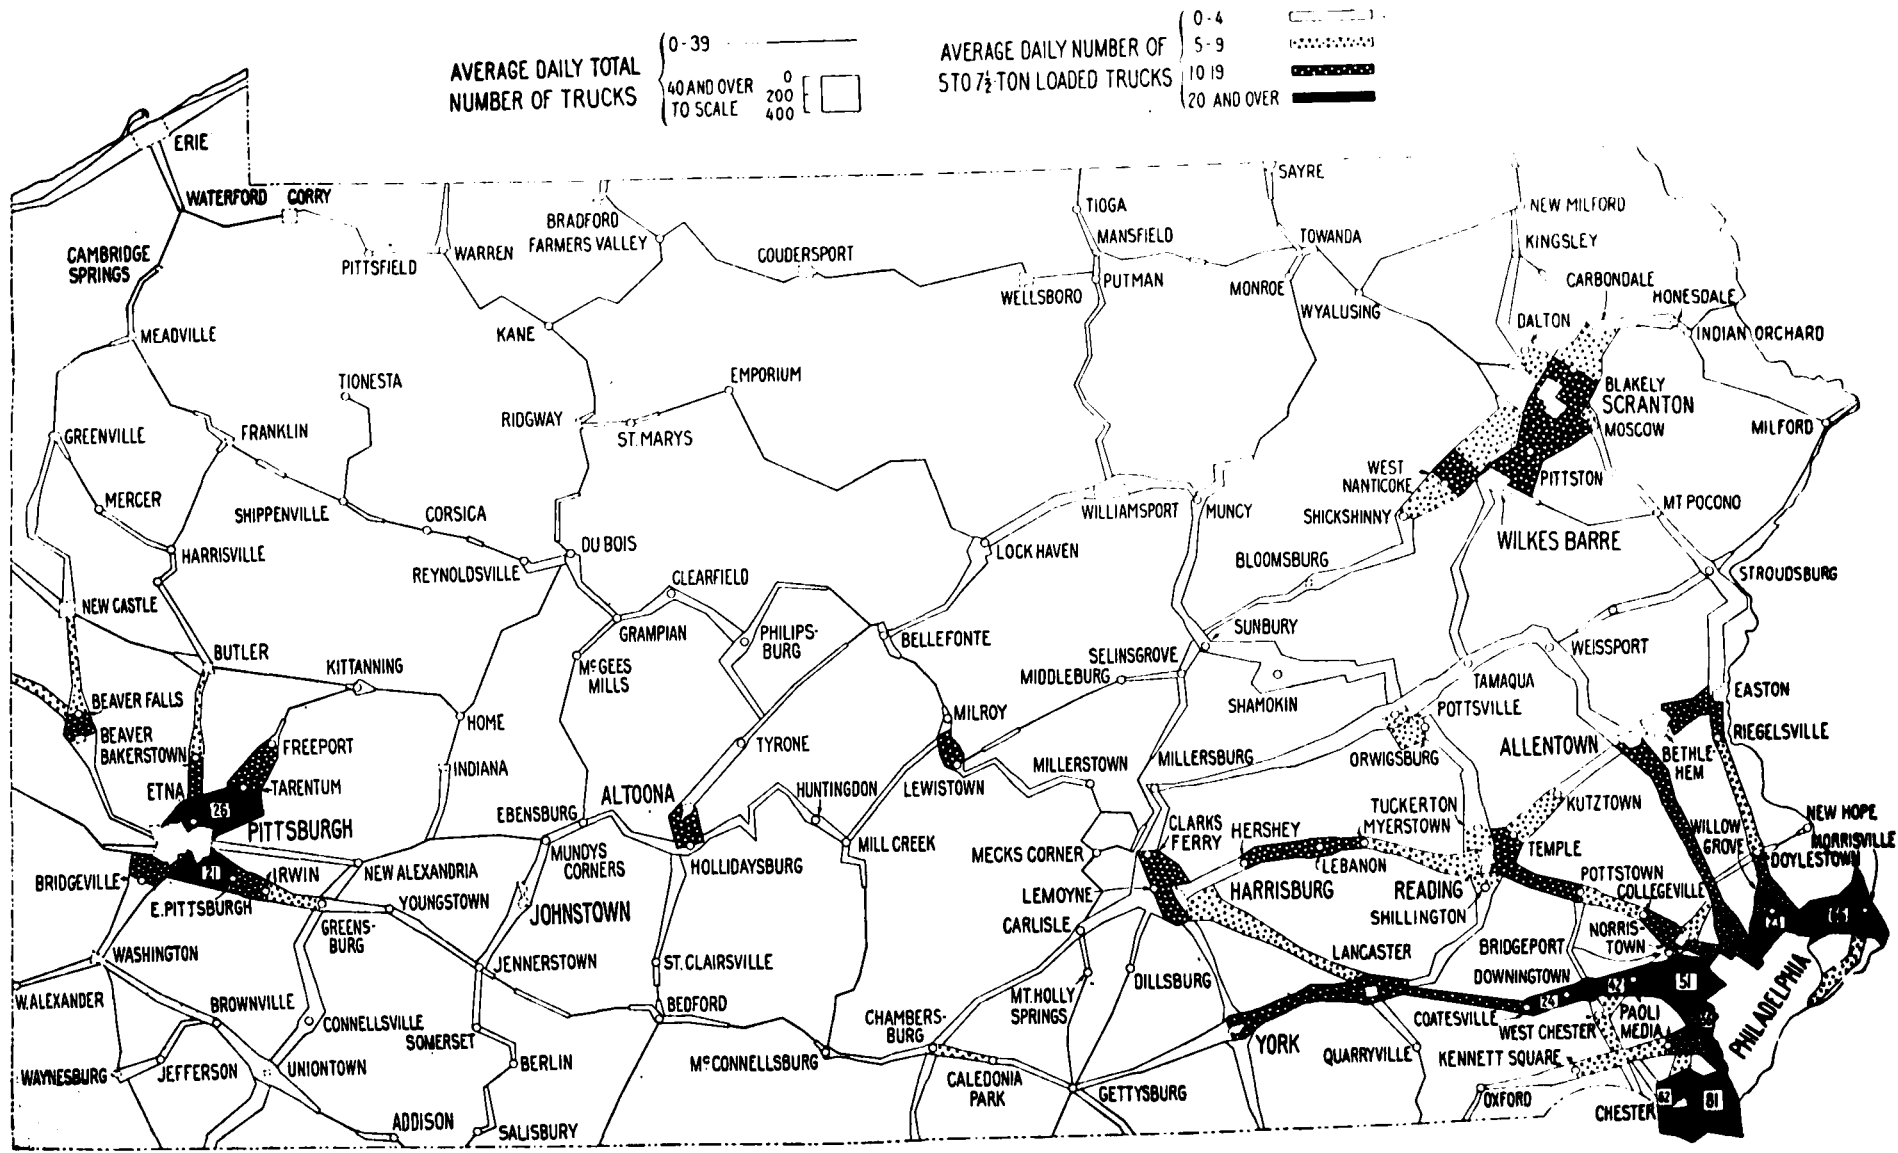 AVERAGE DAILY TOTAL
NUMBER OF TRUCKS
0-39
40 AND OVER
TO SCALE
0
200
400
AVERAGE DAILY NUMBER OF
5 TO 7½-TON LOADED TRUCKS
0-4
5-9
10 19
20 AND OVER
ERIE
WATERFORD
CORRY
CAMBRIDGE
SPRINGS
PITTSFIELD
WARREN
BRADFORD
FARMERS VALLEY
COUDERSPORT
WELLSBORO
TIOGA
MANSFIELD
PUTMAN
SAYRE
TOWANDA
MONROE
WYALUSING
NEW MILFORD
KINGSLEY
CARBONDALE
HONESDALE
DALTON
INDIAN ORCHARD
MEADVILLE
KANE
TIONESTA
EMPORIUM
BLAKELY
SCRANTON
MOSCOW
MILFORD
GREENVILLE
FRANKLIN
RIDGWAY
ST. MARYS
WEST
NANTICOKE
PITTSTON
MERCER
SHIPPENVILLE
CORSICA
WILLIAMSPORT
MUNCY
SHICKSHINNY
MT POCONO
WILKES BARRE
HARRISVILLE
REYNOLDSVILLE
DU BOIS
LOCK HAVEN
BLOOMSBURG
STROUDSBURG
NEW CASTLE
CLEARFIELD
GRAMPIAN
PHILIPS-
BURG
BELLEFONTE
SUNBURY
WEISSPORT
BUTLER
KITTANNING
McGEES
MILLS
SELINSGROVE
MIDDLEBURG
SHAMOKIN
TAMAQUA
EASTON
BEAVER FALLS
BEAVER
BAKERSTOWN
HOME
MILROY
POTTSVILLE
RIEGELSVILLE
FREEPORT
TYRONE
ORWIGSBURG
ALLENTOWN
BETHLE
HEM
ETNA
TARENTUM
INDIANA
ALTOONA
HUNTINGDON
LEWISTOWN
MILLERSTOWN
MILLERSBURG
KUTZTOWN
26
PITTSBURGH
EBENSBURG
CLARKS
FERRY
HERSHEY
TUCKERTON
MYERSTOWN
WILLOW
GROVE
NEW HOPE
MORRISVILLE
DOYLESTOWN
MUNDYS
CORNERS
MILL CREEK
MECKS CORNER
LEBANON
TEMPLE
BRIDGEVILLE
121
IRWIN
NEW ALEXANDRIA
HOLLIDAYSBURG
LEMOYNE
HARRISBURG
READING
POTTSTOWN
COLLEGEVILLE
E. PITTSBURGH
YOUNGSTOWN
JOHNSTOWN
CARLISLE
SHILLINGTON
NORRIS-
TOWN
GREENS-
BURG
LANCASTER
BRIDGEPORT
WASHINGTON
JENNERSTOWN
ST. CLAIRSVILLE
DILLSBURG
DOWNINGTOWN
42
51
W. ALEXANDER
BROWNVILLE
BEDFORD
CHAMBERS-
BURG
MT. HOLLY
SPRINGS
COATESVILLE
24
PAOLI
MEDIA
WEST CHESTER
PHILADELPHIA
CONNELLSVILLE
SOMERSET
McCONNELLSBURG
YORK
QUARRYVILLE
KENNETT SQUARE
WAYNESBURG
JEFFERSON
UNIONTOWN
BERLIN
CALEDONIA
PARK
GETTYSBURG
OXFORD
CHESTER
62
81
ADDISON
SALISBURY